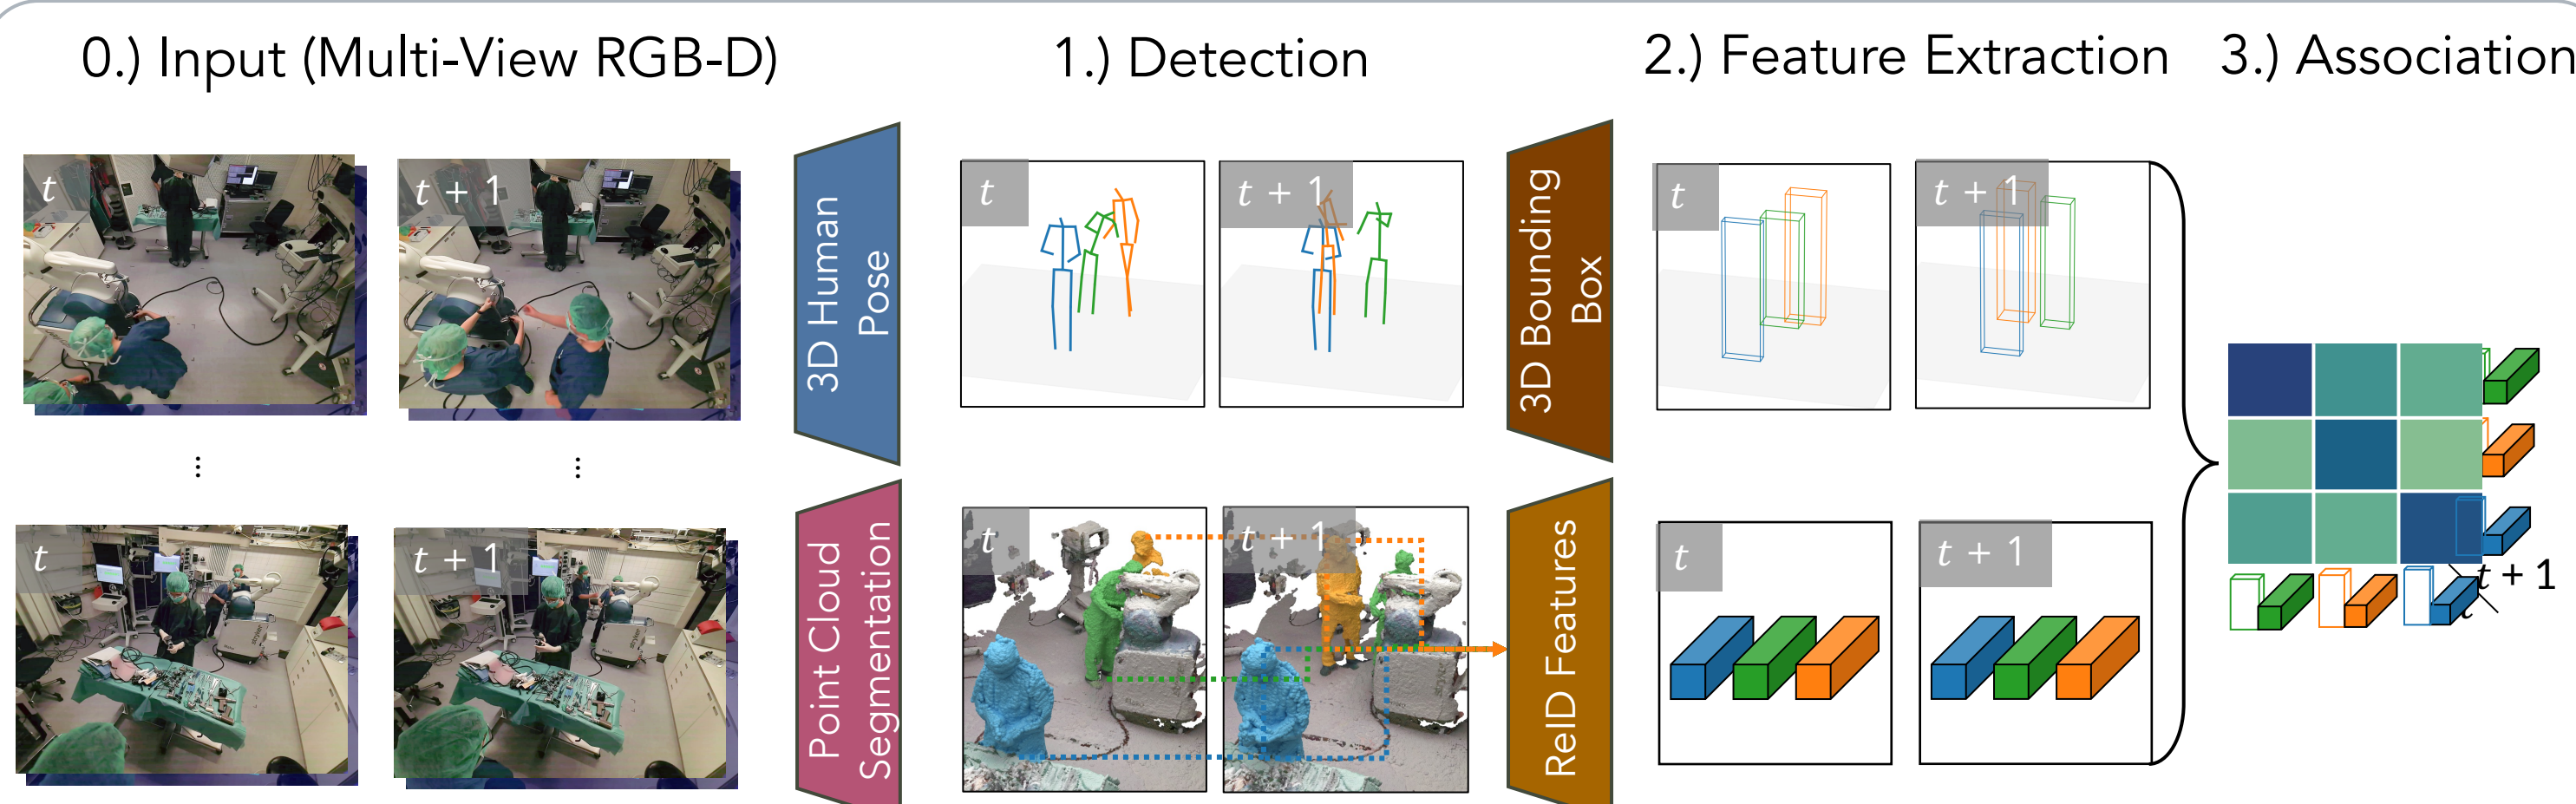 0.) Input (Multi-View RGB-D)
1.) Detection
2.) Feature Extraction
3.) Association
t
t + 1
3D Human
Pose
t
t + 1
3D Bounding
Box
t
t + 1
t
t + 1
Point Cloud
Segmentation
t
t + 1
ReID Features
t
t + 1
t + 1
t